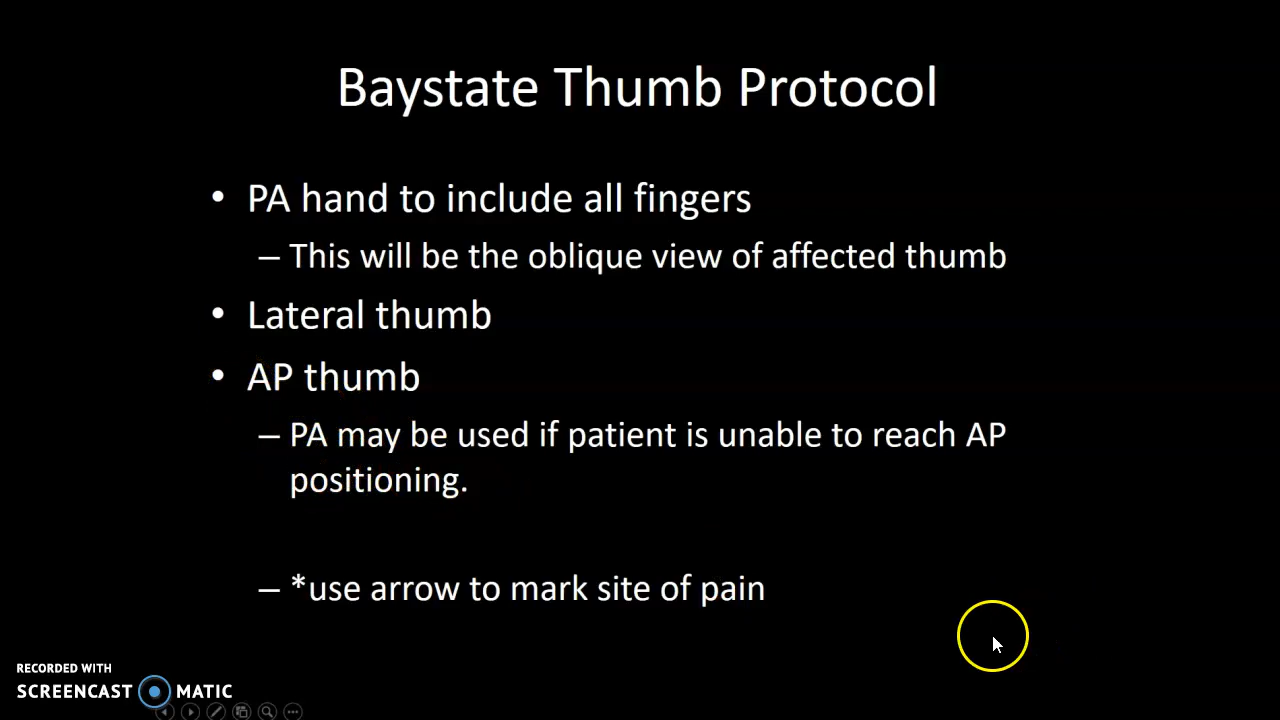 Baystate Thumb Protocol
• PA hand to include all fingers
– This will be the oblique view of affected thumb
• Lateral thumb
• AP thumb
– PA may be used if patient is unable to reach AP
positioning.
– *use arrow to mark site of pain
RECORDED WITH
SCREENCAST MATIC